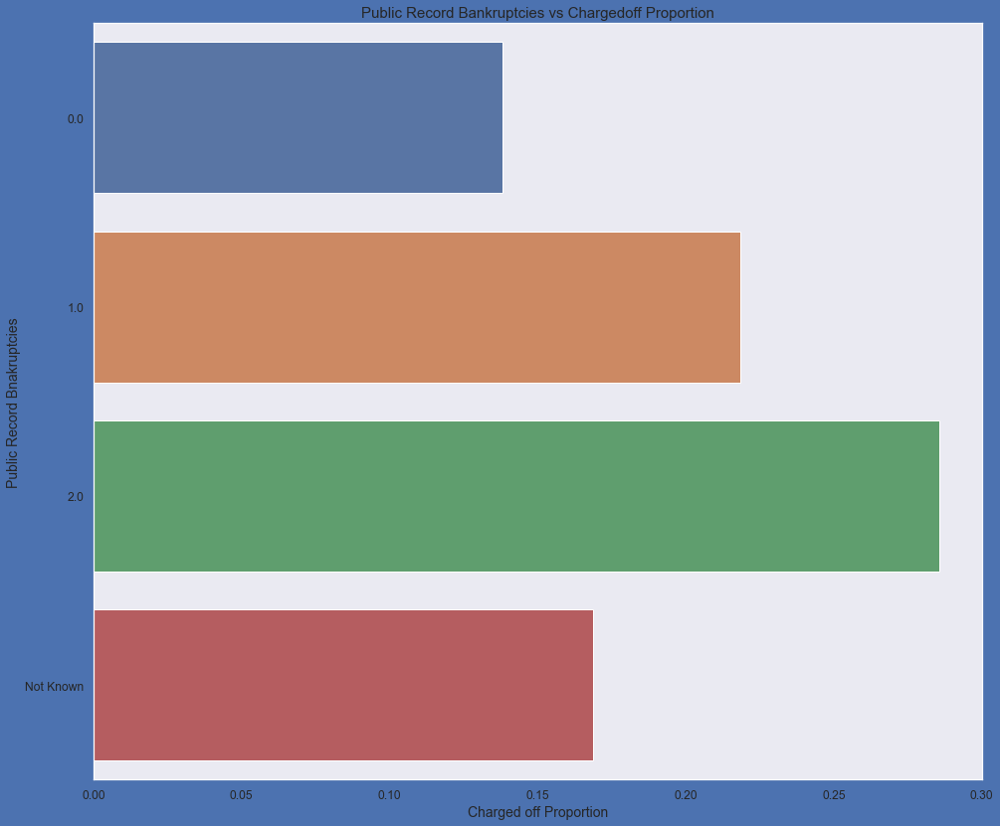 Public Record Bankruptcies vs Chargedoff Proportion
Public Record Bnakruptcies
0.0
1.0
2.0
Not Known
0.00 0.05 0.10 0.15 0.20 0.25 0.30
Charged off Proportion